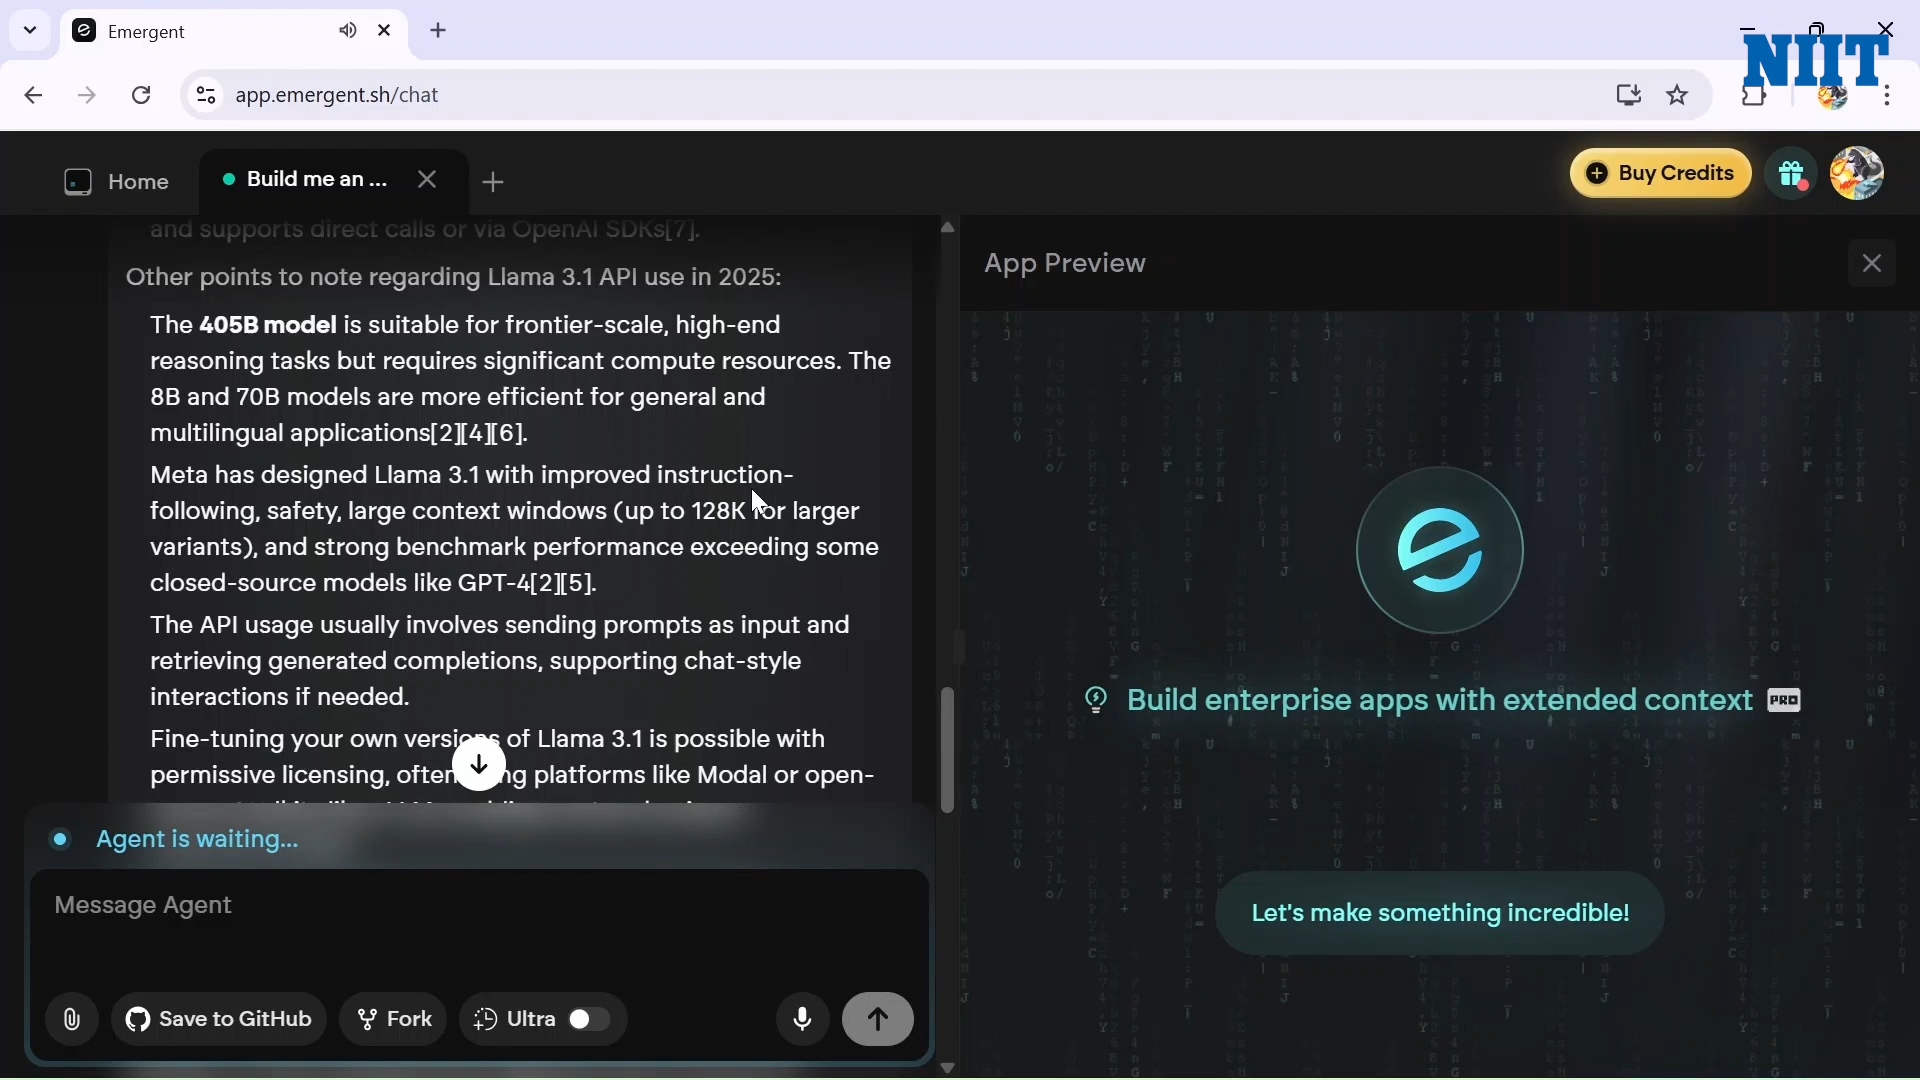 Emergent
NIIT
app.emergent.sh/chat
Home
Build me an ...
Buy Credits
and supports direct calls or via OpenAI SDKs[7].
Other points to note regarding Llama 3.1 API use in 2025:
The 405B model is suitable for frontier-scale, high-end
reasoning tasks but requires significant compute resources. The
8B and 70B models are more efficient for general and
multilingual applications[2][4][6].
Meta has designed Llama 3.1 with improved instruction-
following, safety, large context windows (up to 128K for larger
variants), and strong benchmark performance exceeding some
closed-source models like GPT-4[2][5].
The API usage usually involves sending prompts as input and
retrieving generated completions, supporting chat-style
interactions if needed.
Fine-tuning your own versions of Llama 3.1 is possible with
permissive licensing, often platforms like Modal or open-
Agent is waiting...
Message Agent
Save to GitHub
Fork
Ultra
App Preview
Build enterprise apps with extended context PRO
Let's make something incredible!